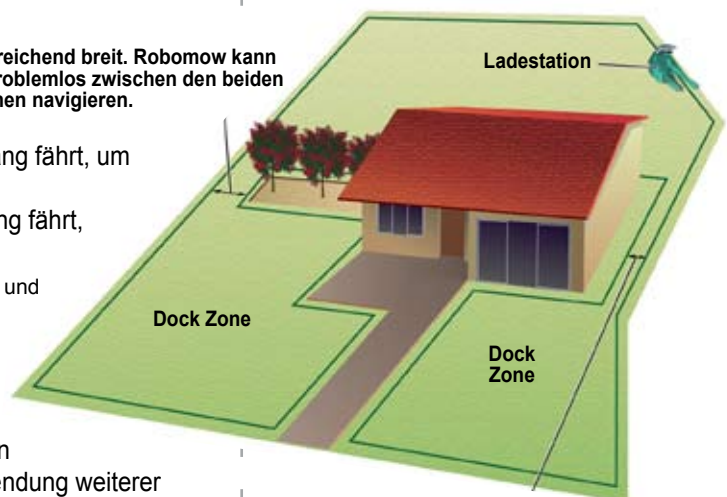 reichend breit. Robomow kann
roblemlos zwischen den beiden
hen navigieren.
ang fährt, um
ng fährt,
und
n
endung weiterer
Ladestation
Dock Zone
Dock
Zone